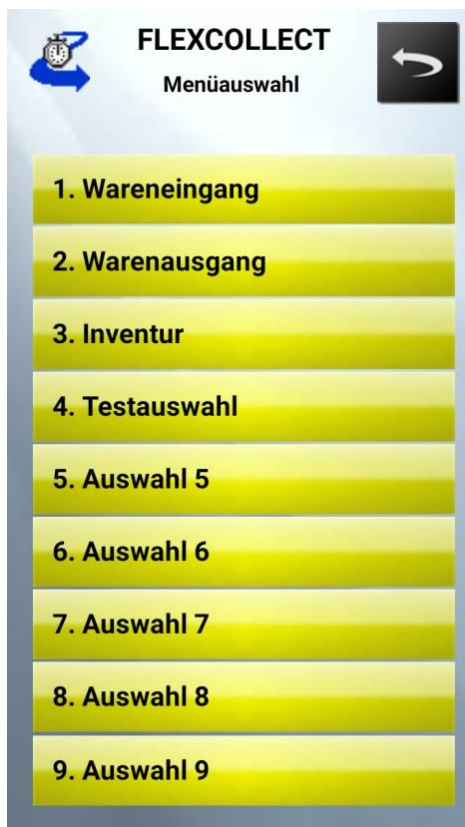 FLEXCOLLECT
Menüauswahl
1. Wareneingang
2. Warenausgang
3. Inventur
4. Testauswahl
5. Auswahl 5
6. Auswahl 6
7. Auswahl 7
8. Auswahl 8
9. Auswahl 9